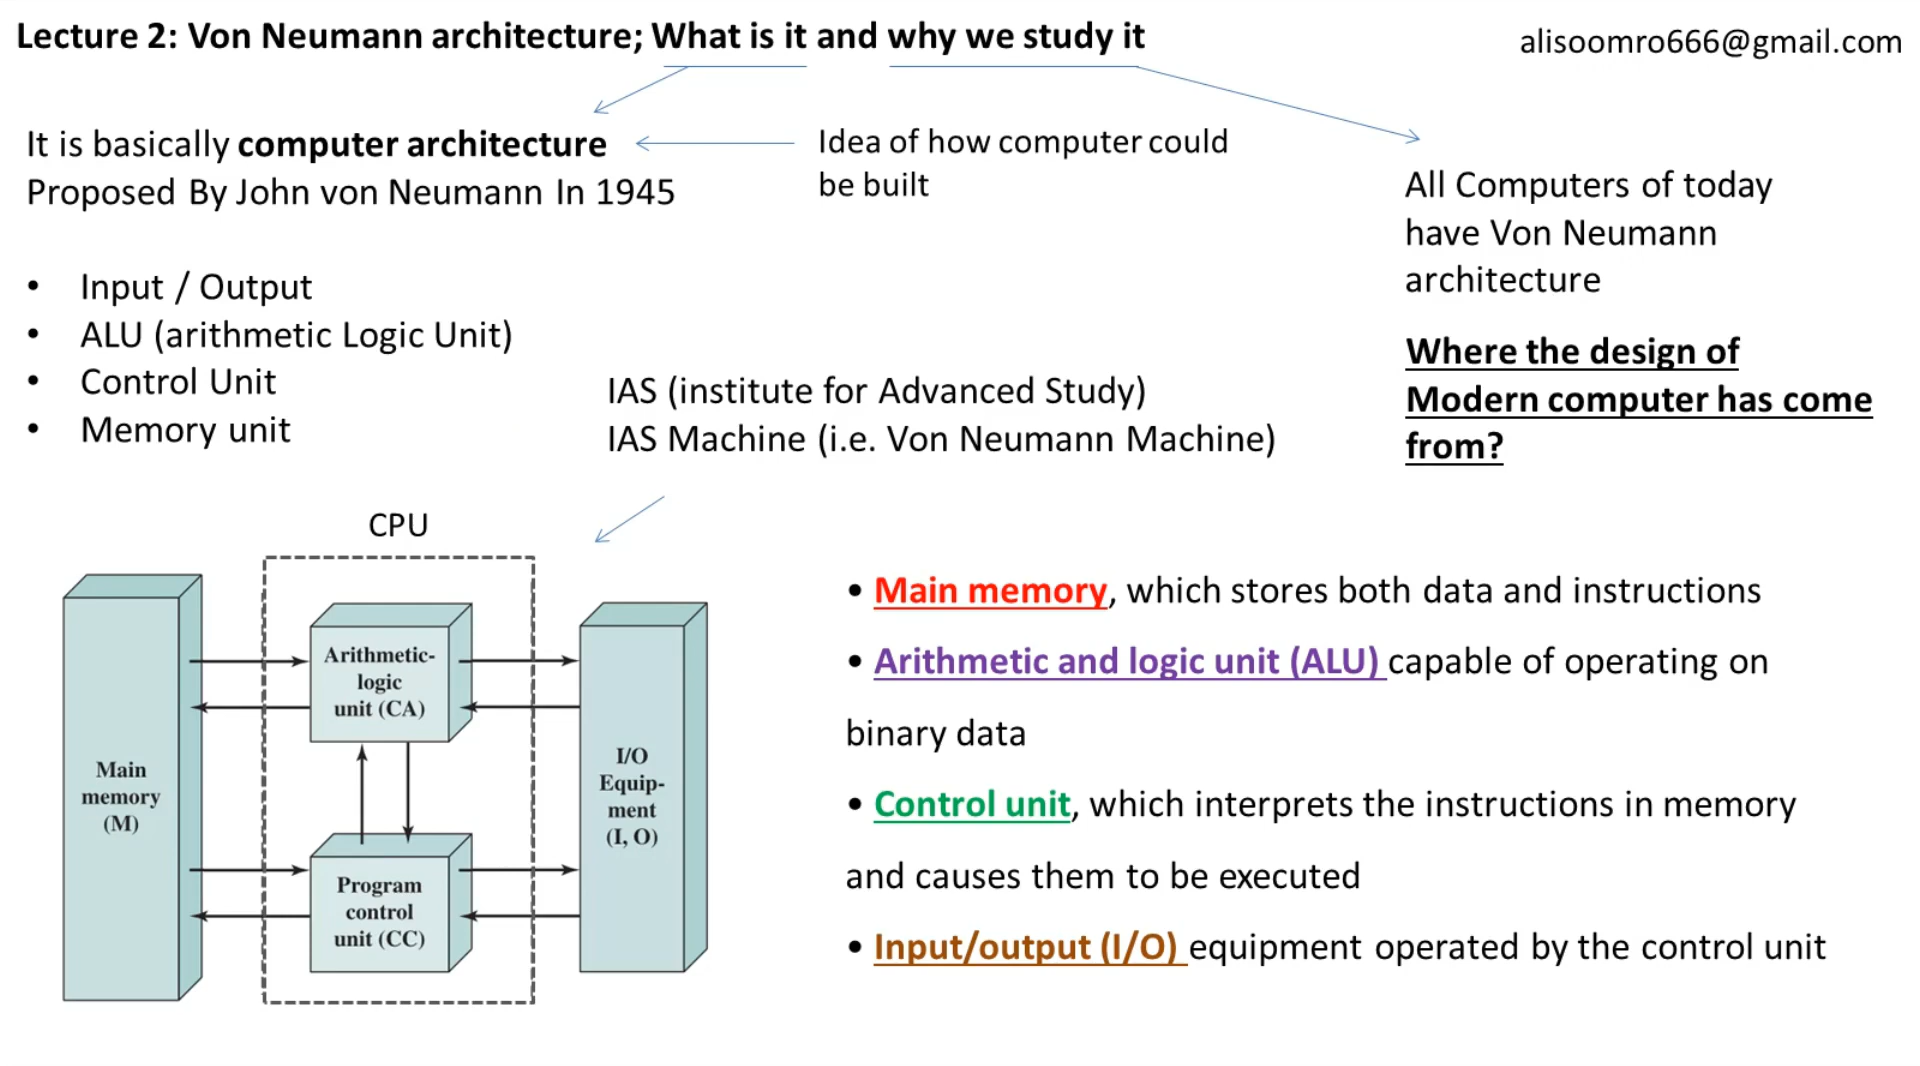 Lecture 2: Von Neumann architecture; What is it and why we study it
alisoomro666@gmail.com
It is basically computer architecture
Proposed By John von Neumann In 1945
Idea of how computer could
be built
All Computers of today
have Von Neumann
architecture
Where the design of
Modern computer has come
from?
• Input / Output
• ALU (arithmetic Logic Unit)
• Control Unit
• Memory unit
IAS (institute for Advanced Study)
IAS Machine (i.e. Von Neumann Machine)
CPU
Main
memory
(M)
Arithmetic-
logic
unit (CA)
Program
control
unit (CC)
I/O
Equip-
ment
(I, O)
• Main memory, which stores both data and instructions
• Arithmetic and logic unit (ALU) capable of operating on
binary data
• Control unit, which interprets the instructions in memory
and causes them to be executed
• Input/output (I/O) equipment operated by the control unit